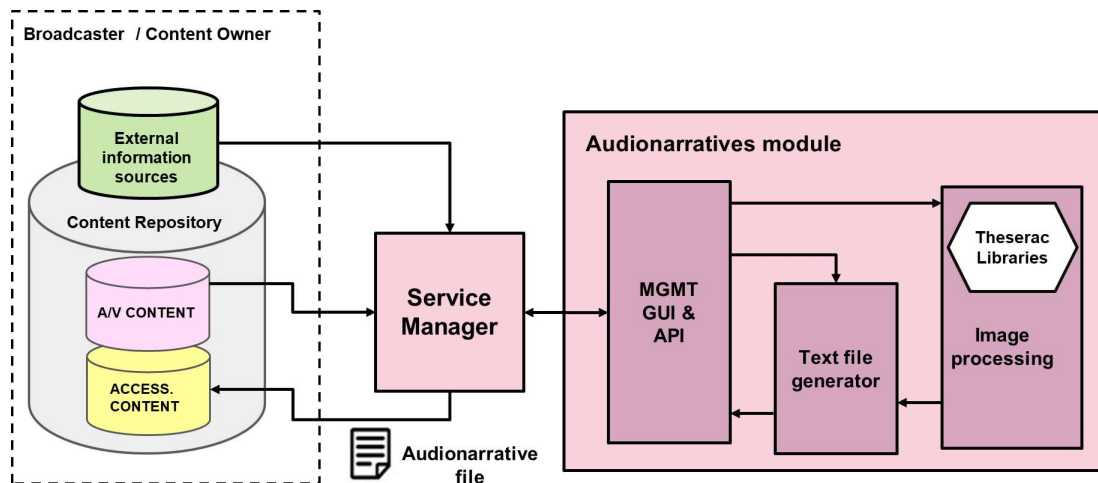 Broadcaster / Content Owner
External
information
sources
Content Repository
A/V CONTENT
ACCESS.
CONTENT
Service
Manager
Audionarrative
file
Audionarratives module
MGMT
GUI &
API
Text file
generator
Theserac
Libraries
Image
processing